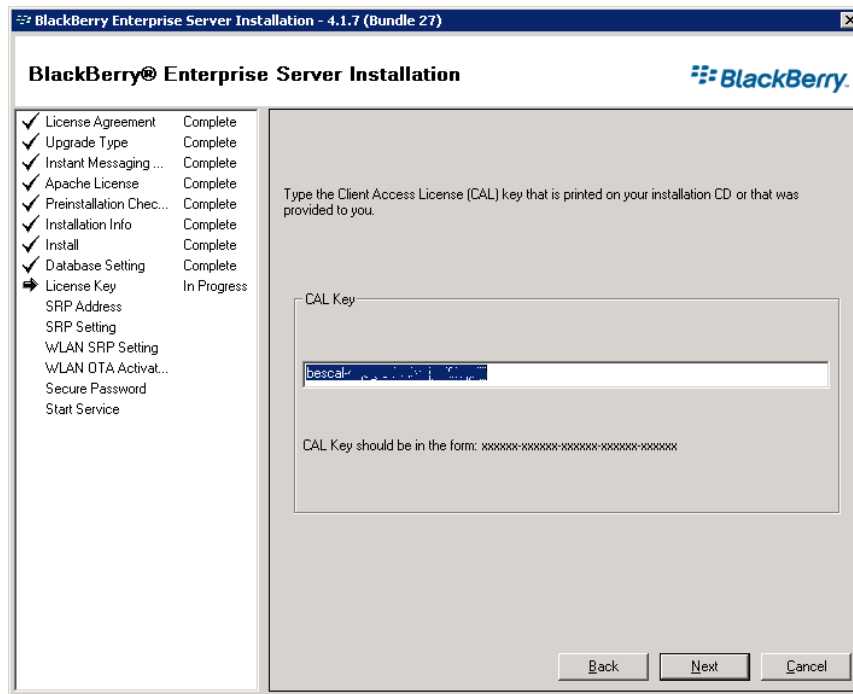 BlackBerry Enterprise Server Installation - 4.1.7 (Bundle 27)
BlackBerry® Enterprise Server Installation
BlackBerry.
License Agreement Complete
Upgrade Type Complete
Instant Messaging ... Complete
Apache License Complete
Preinstallation Chec... Complete
Installation Info Complete
Install Complete
Database Setting Complete
License Key In Progress
SRP Address
SRP Setting
WLAN SRP Setting
WLAN OTA Activat...
Secure Password
Start Service
Type the Client Access License (CAL) key that is printed on your installation CD or that was
provided to you.
CAL Key
bescal-
CAL Key should be in the form: xxxxxx-xxxxxx-xxxxxx-xxxxxx-xxxxxx
Back Next Cancel